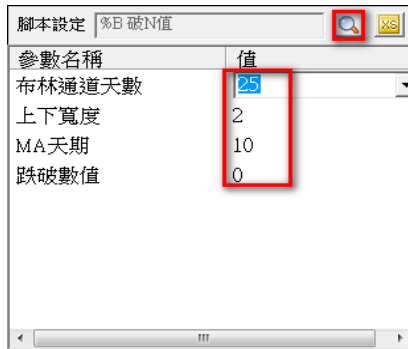 腳本設定 %B 破N值 XS
參數名稱 值
布林通道天數 25
上下寬度 2
MA天期 10
跌破數值 0